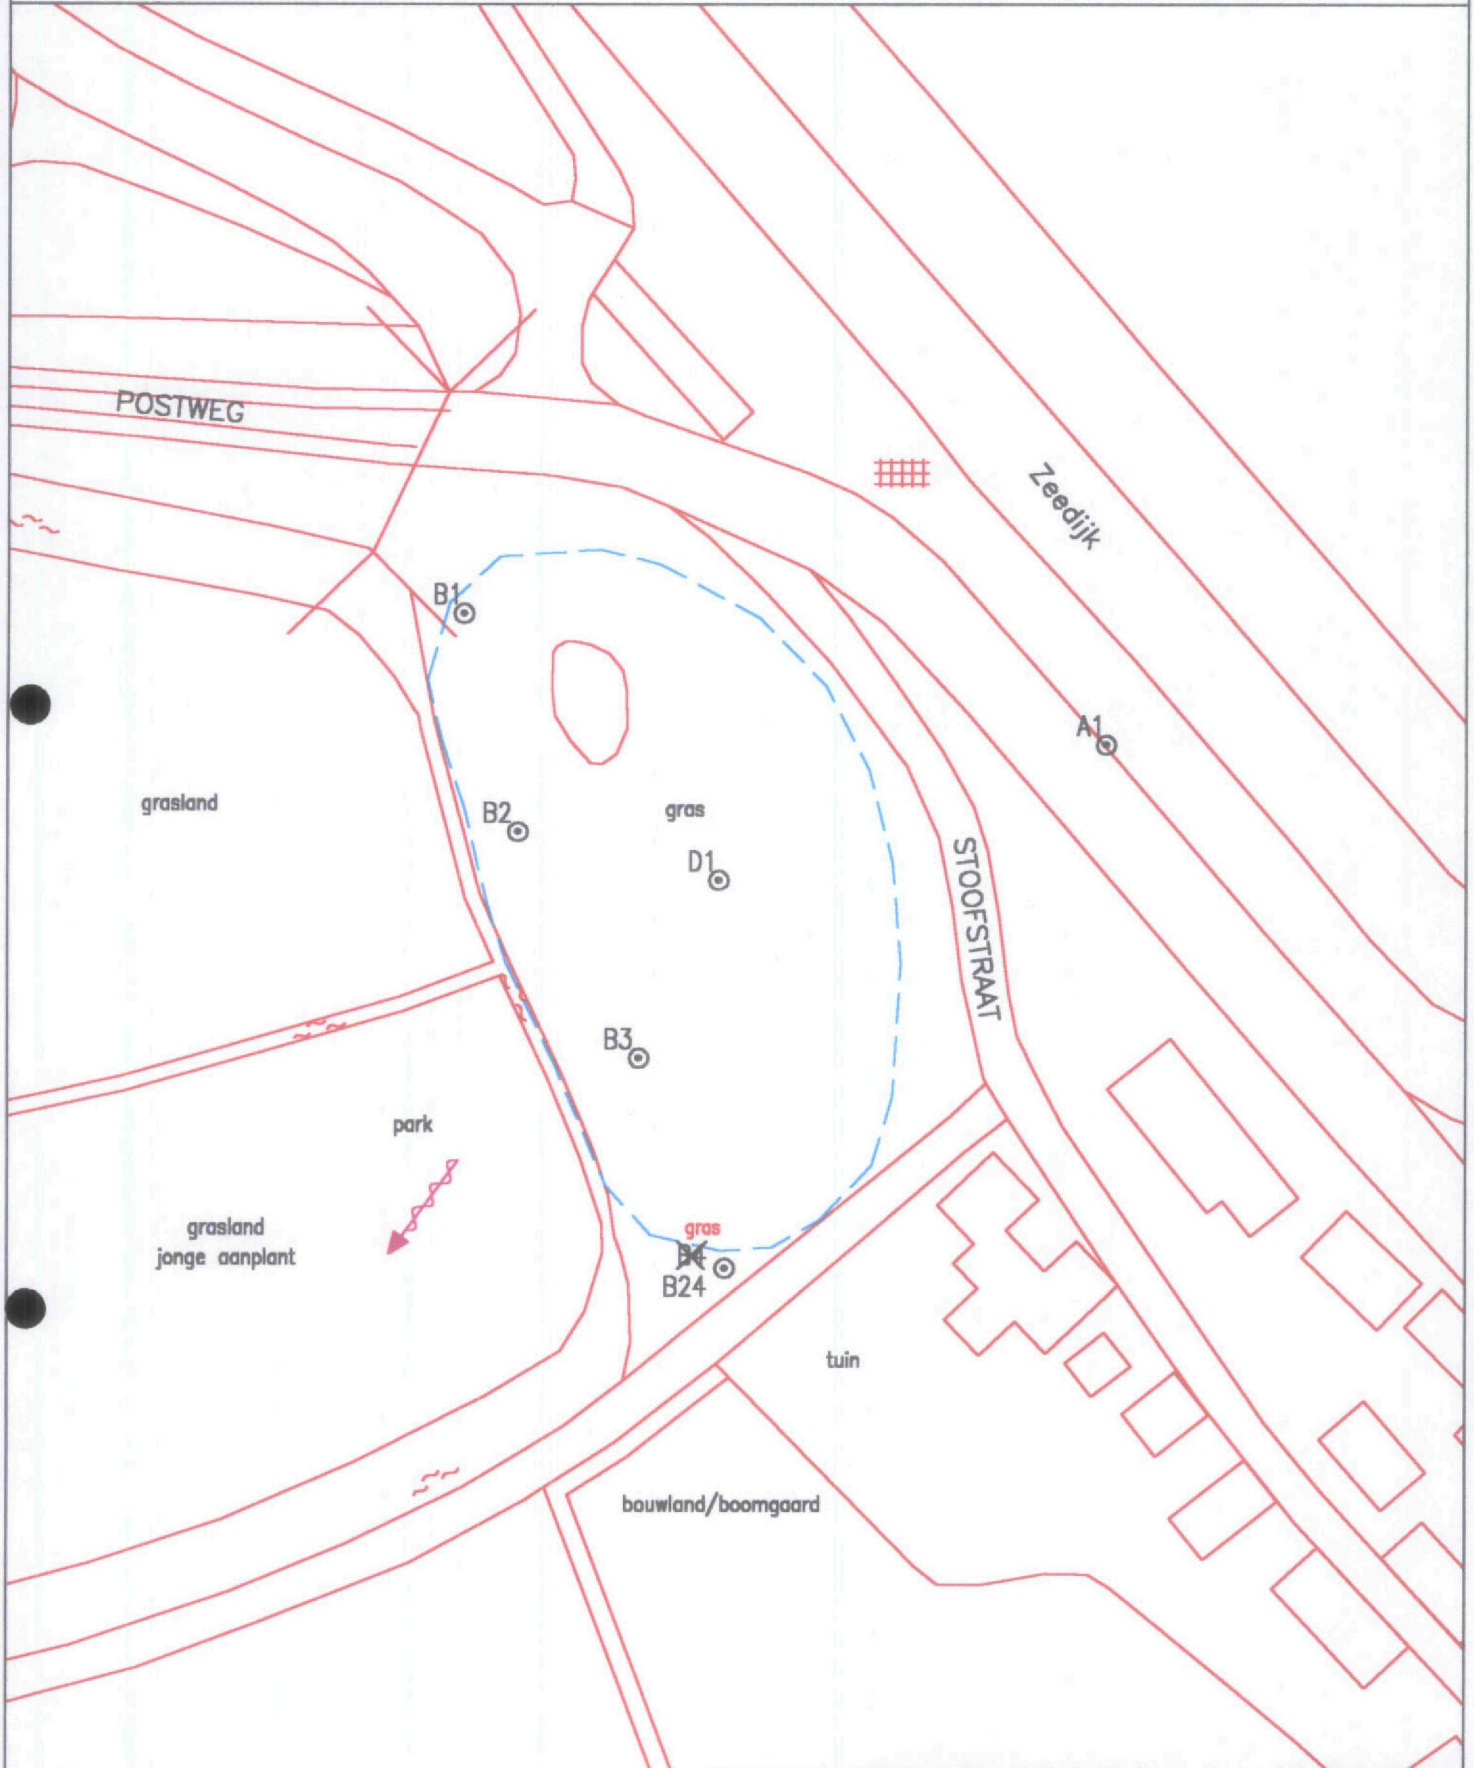 POSTWEG
Zeedijk
B1
A1
grasland
B2
gras
D1
STOOFSTRAAT
B3
park
grasland
jonge aanplant
gras
B4
B24
tuin
bouwland/boomgaard